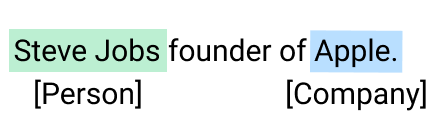 Steve Jobs founder of Apple.
[Person] [Company]